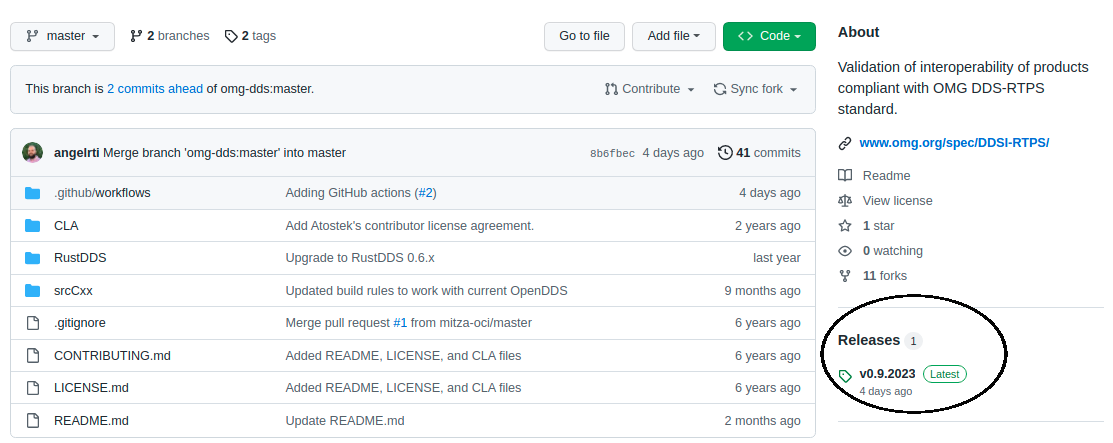 master
2 branches
2 tags
Go to file
Add file
Code
This branch is 2 commits ahead of omg-dds:master.
Contribute
Sync fork
angelrti Merge branch 'omg-dds:master' into master
8b6fbec 4 days ago
41 commits
.github/workflows Adding GitHub actions (#2) 4 days ago
CLA Add Atostek's contributor license agreement. 2 years ago
RustDDS Upgrade to RustDDS 0.6.x last year
srcCxx Updated build rules to work with current OpenDDS 9 months ago
.gitignore Merge pull request #1 from mitza-oci/master 6 years ago
CONTRIBUTING.md Added README, LICENSE, and CLA files 6 years ago
LICENSE.md Added README, LICENSE, and CLA files 6 years ago
README.md Update README.md 2 months ago
About
Validation of interoperability of products
compliant with OMG DDS-RTPS
standard.
www.omg.org/spec/DDSI-RTPS/
Readme
View license
1 star
0 watching
11 forks
Releases 1
v0.9.2023 Latest
4 days ago